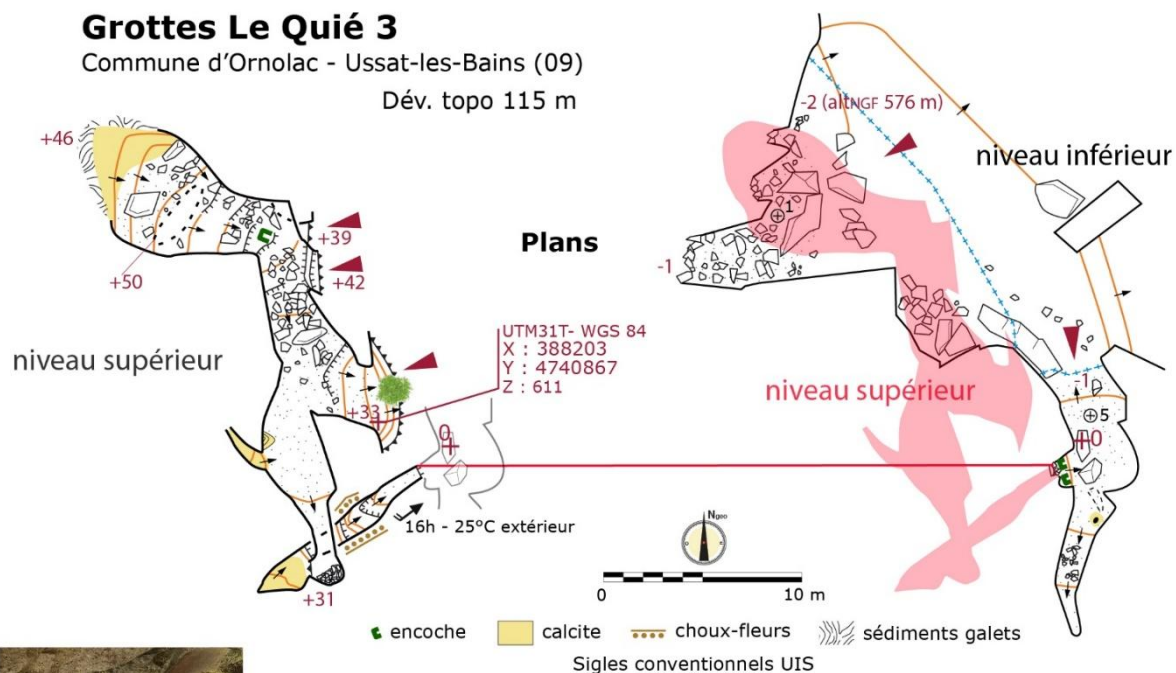 Grottes Le Quié 3
Commune d'Ornolac - Ussat-les-Bains (09)
Dév. topo 115 m
-2 (altNGF 576 m)
niveau inférieur
+46
+39
+42
+50
Plans
1
-1
niveau supérieur
UTM31T- WGS 84
X : 388203
Y : 4740867
Z : 611
niveau supérieur
-1
+33
5
0
0
16h - 25°C extérieur
Ngeo
+31
0 10 m
encoche calcite choux-fleurs sédiments galets
Sigles conventionnels UIS